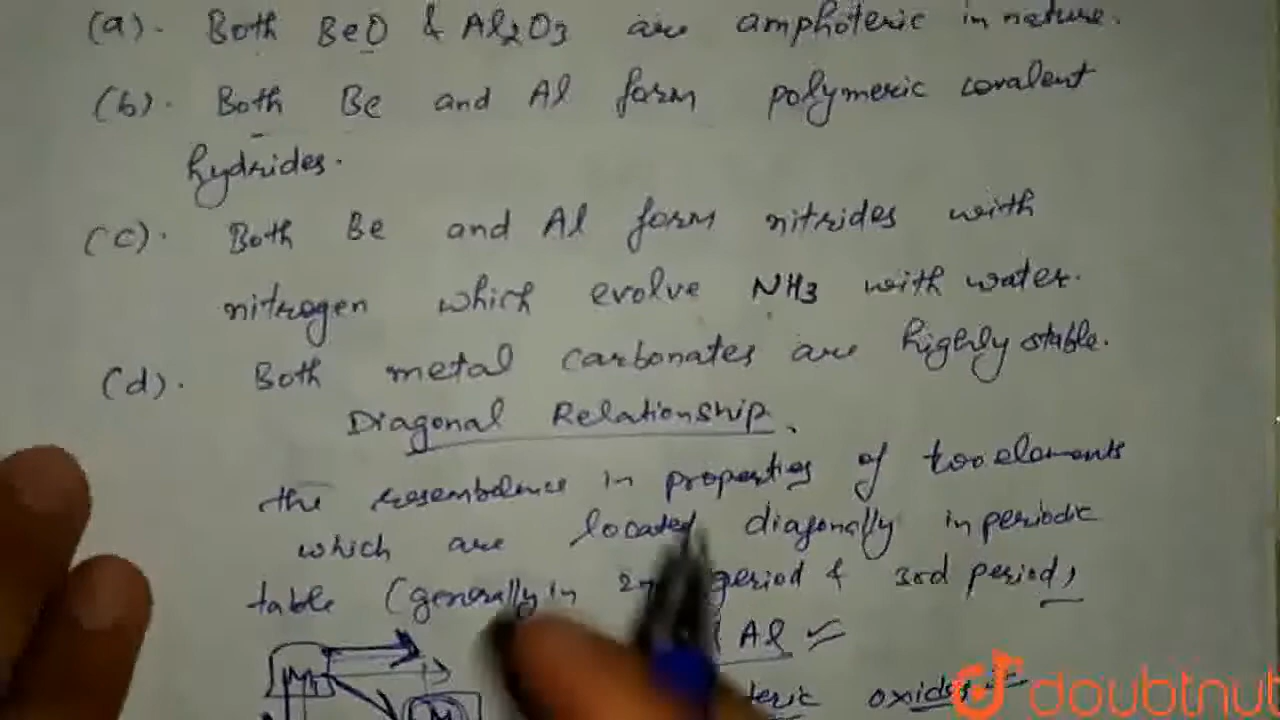 (a). Both BeO & Al2O3 are amphoteric in nature.
(b). Both Be and Al form polymeric covalent
hydrides.
(c). Both Be and Al form nitrides with
nitrogen which evolve NH3 with water.
(d). Both metal carbonates are highly stable.
Diagonal Relationship.
the resembalence in properties of two elements
which are located diagonally in periodic
table (generally in period & 3rd period)
Al
oxides
doubtnut